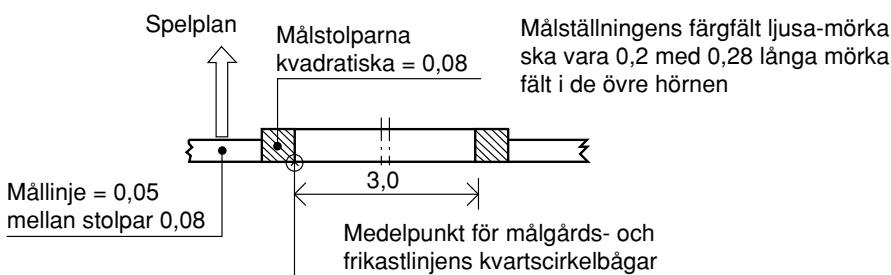 Spelplan
Målstolparna
kvadratiska = 0,08
Målställningens färgfält ljusa-mörka
ska vara 0,2 med 0,28 långa mörka
fält i de övre hörnen
Mållinje = 0,05
mellan stolpar 0,08
3,0
Medelpunkt för målgårds- och
frikastlinjens kvartscirkelbågar